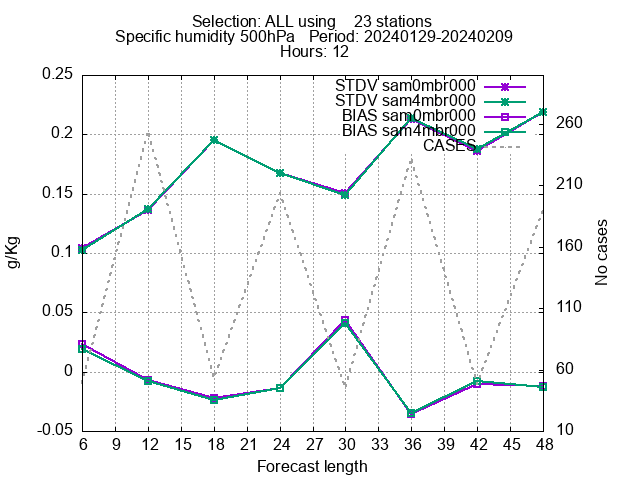 Selection: ALL using    23 stations
Specific humidity 500hPa   Period: 20240129-20240209
Hours: 12
STDV sam0mbr000
STDV sam4mbr000
BIAS sam0mbr000
BIAS sam4mbr000
CASES
0.25
0.2
0.15
0.1
0.05
0
-0.05
g/Kg
260
210
160
110
60
10
No cases
6 9 12 15 18 21 24 27 30 33 36 39 42 45 48
Forecast length